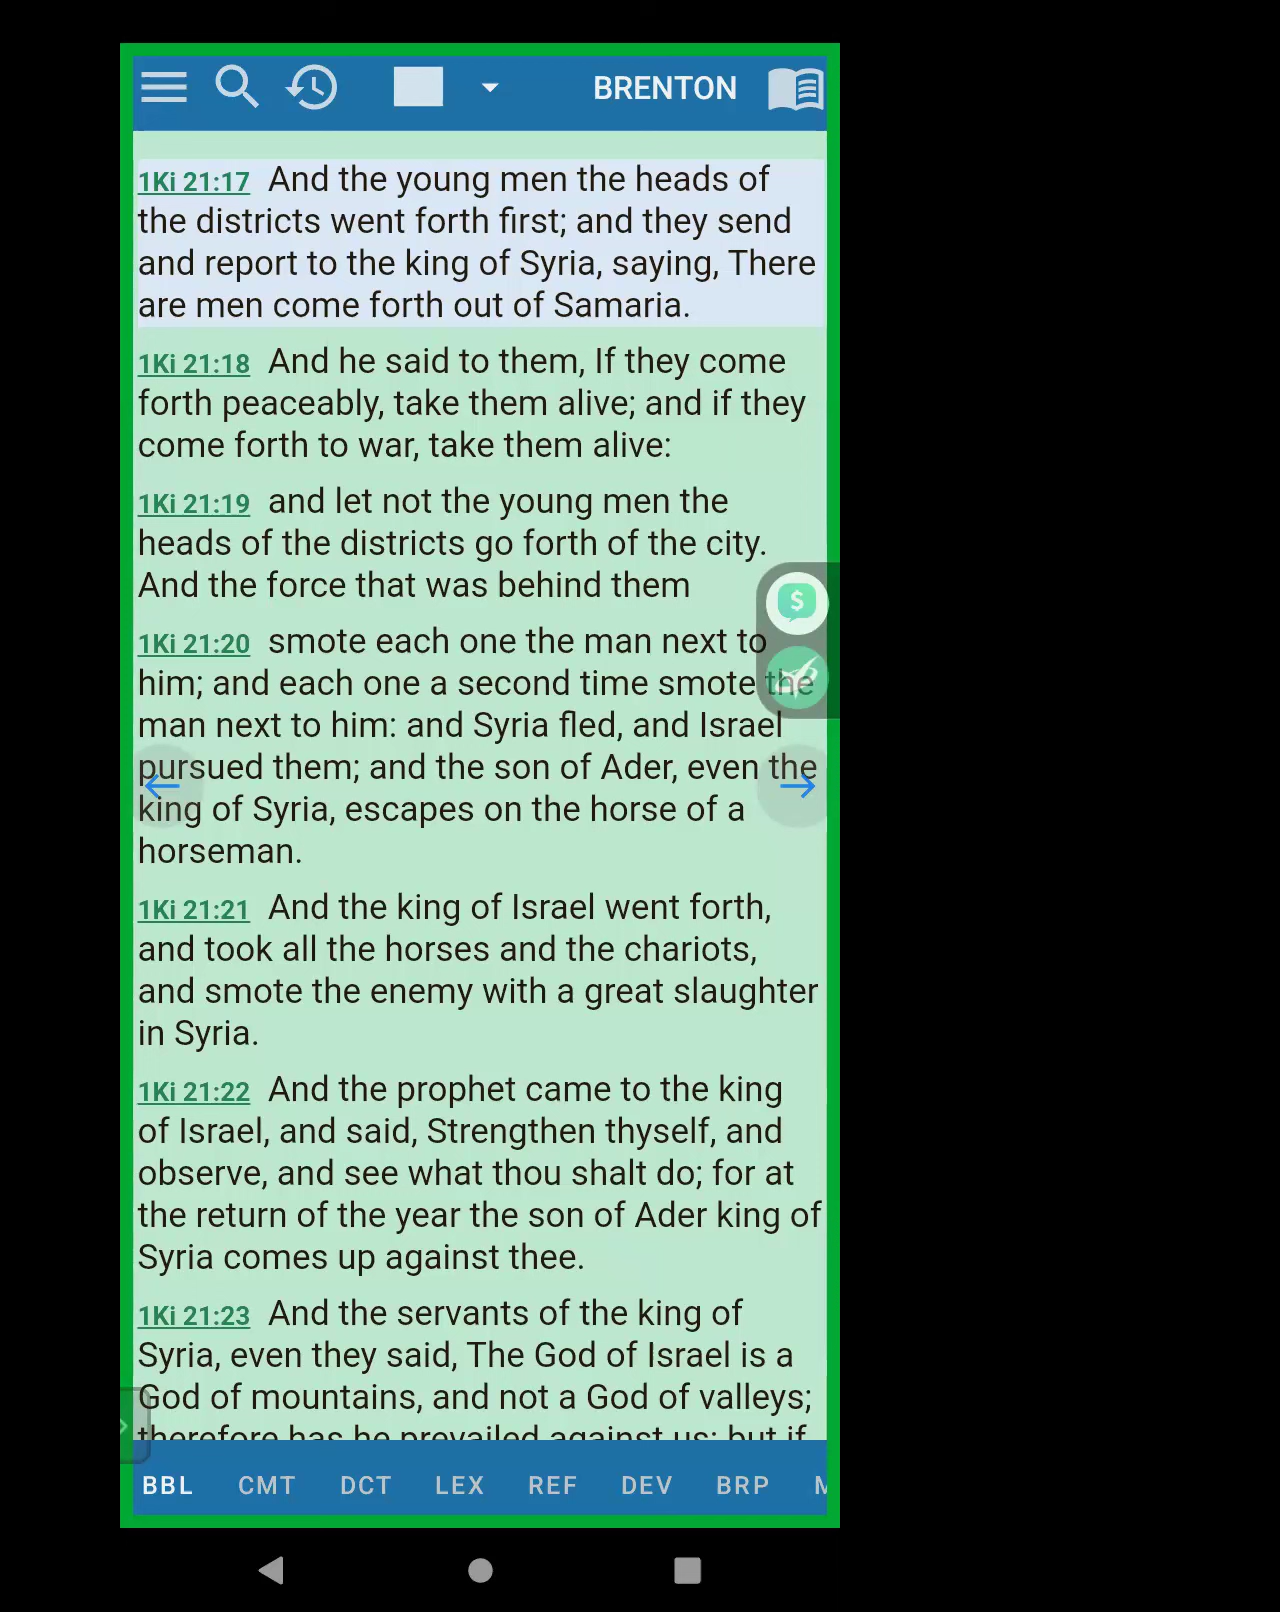 BRENTON
1Ki 21:17 And the young men the heads of
the districts went forth first; and they send
and report to the king of Syria, saying, There
are men come forth out of Samaria.
1Ki 21:18 And he said to them, If they come
forth peaceably, take them alive; and if they
come forth to war, take them alive:
1Ki 21:19 and let not the young men the
heads of the districts go forth of the city.
And the force that was behind them
1Ki 21:20 smote each one the man next to
him; and each one a second time smote the
man next to him: and Syria fled, and Israel
pursued them; and the son of Ader, even the
king of Syria, escapes on the horse of a
horseman.
1Ki 21:21 And the king of Israel went forth,
and took all the horses and the chariots,
and smote the enemy with a great slaughter
in Syria.
1Ki 21:22 And the prophet came to the king
of Israel, and said, Strengthen thyself, and
observe, and see what thou shalt do; for at
the return of the year the son of Ader king of
Syria comes up against thee.
1Ki 21:23 And the servants of the king of
Syria, even they said, The God of Israel is a
God of mountains, and not a God of valleys;
therefore has he prevailed against us: but if
BBL CMT DCT LEX REF DEV BRP M